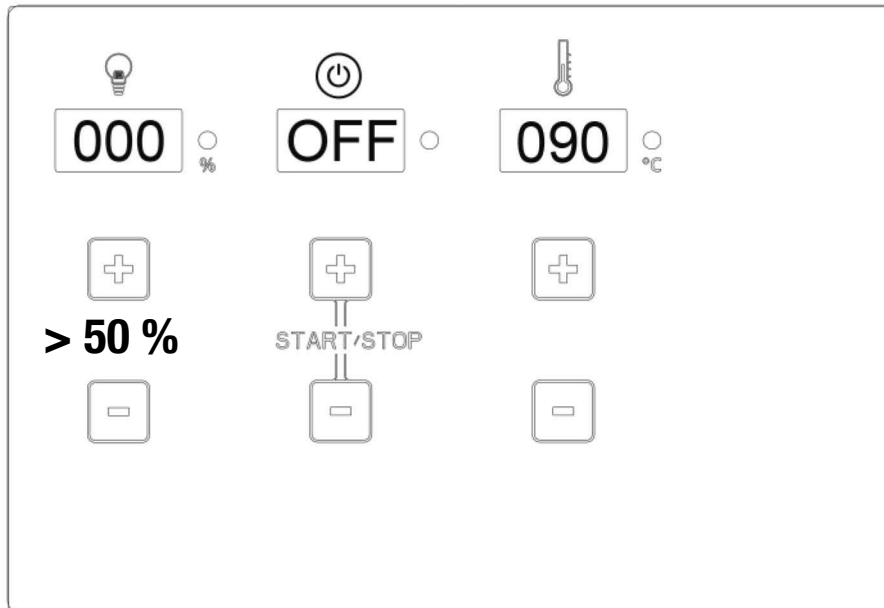 000 % OFF 090 °C
+ + +
> 50 % START/STOP
- - -